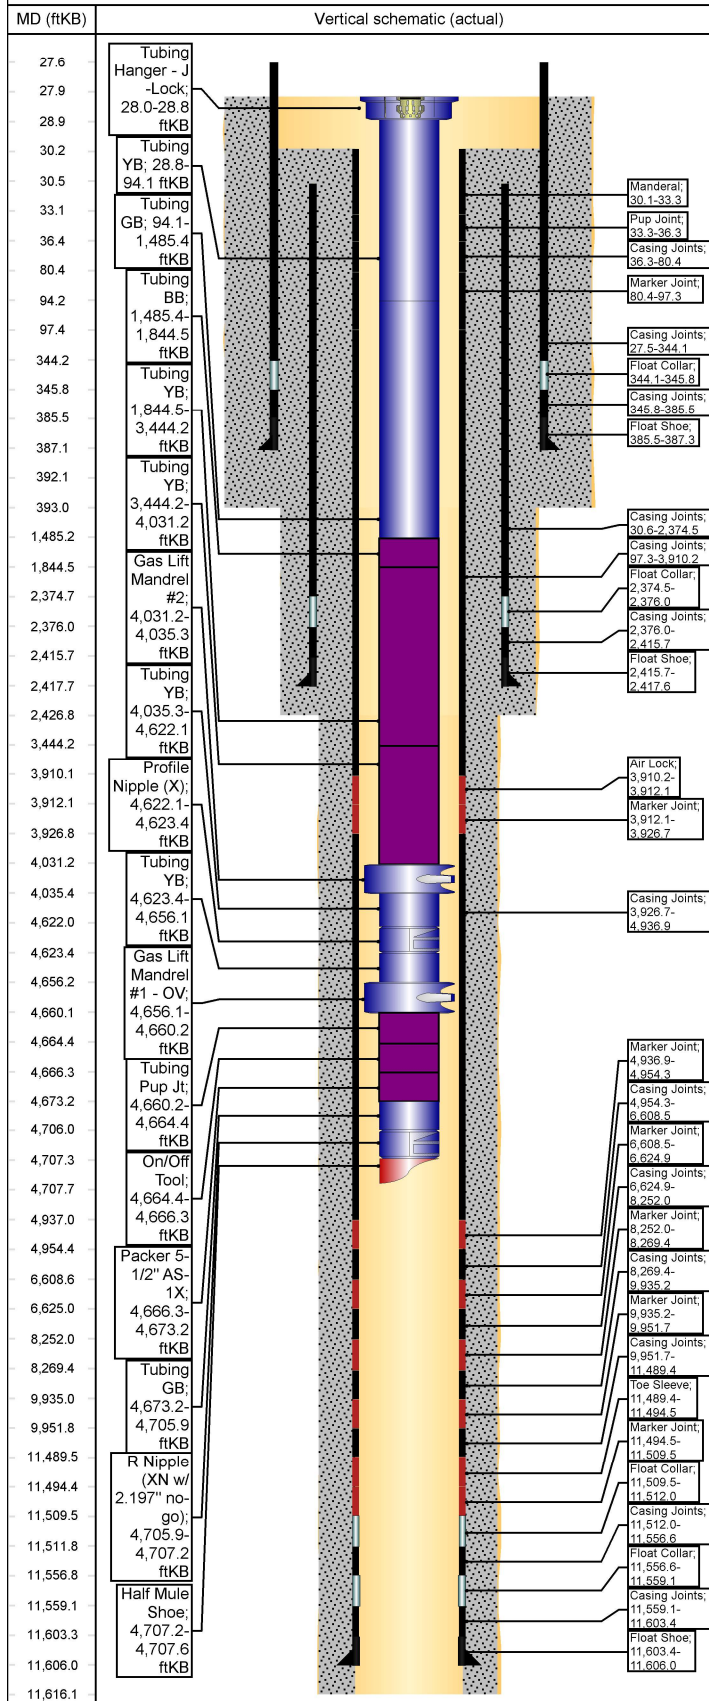 MD (ftKB)
Vertical schematic (actual)
27.6
27.9
28.9
30.2
30.5
33.1
36.4
80.4
94.2
97.4
344.2
345.8
385.5
387.1
392.1
393.0
1,485.2
1,844.5
2,374.7
2,376.0
2,415.7
2,417.7
2,426.8
3,444.2
3,910.1
3,912.1
3,926.8
4,031.2
4,035.4
4,622.0
4,623.4
4,656.2
4,660.1
4,664.4
4,666.3
4,673.2
4,706.0
4,707.3
4,707.7
4,937.0
4,954.4
6,608.6
6,625.0
8,252.0
8,269.4
9,935.0
9,951.8
11,489.5
11,494.4
11,509.5
11,511.8
11,556.8
11,559.1
11,603.3
11,606.0
11,616.1
Tubing
Hanger - J
-Lock;
28.0-28.8
ftKB
Tubing
YB; 28.8-
94.1 ftKB
Tubing
GB; 94.1-
1,485.4
ftKB
Tubing
BB;
1,485.4-
1,844.5
ftKB
Tubing
YB;
1,844.5-
3,444.2
ftKB
Tubing
YB;
3,444.2-
4,031.2
ftKB
Gas Lift
Mandrel
#2;
4,031.2-
4,035.3
ftKB
Tubing
YB;
4,035.3-
4,622.1
ftKB
Profile
Nipple (X);
4,622.1-
4,623.4
ftKB
Tubing
YB;
4,623.4-
4,656.1
ftKB
Gas Lift
Mandrel
#1 - OV;
4,656.1-
4,660.2
ftKB
Tubing
Pup Jt;
4,660.2-
4,664.4
ftKB
On/Off
Tool;
4,664.4-
4,666.3
ftKB
Packer 5-
1/2" AS-
1X;
4,666.3-
4,673.2
ftKB
Tubing
GB;
4,673.2-
4,705.9
ftKB
R Nipple
(XN w/
2.197" no-
go);
4,705.9-
4,707.2
ftKB
Half Mule
Shoe;
4,707.2-
4,707.6
ftKB
Manderal;
30.1-33.3
Pup Joint;
33.3-36.3
Casing Joints;
36.3-80.4
Marker Joint;
80.4-97.3
Casing Joints;
27.5-344.1
Float Collar;
344.1-345.8
Casing Joints;
345.8-385.5
Float Shoe;
385.5-387.3
Casing Joints;
30.6-2,374.5
Casing Joints;
97.3-3,910.2
Float Collar;
2,374.5-
2,376.0
Casing Joints;
2,376.0-
2,415.7
Float Shoe;
2,415.7-
2,417.6
Air Lock;
3,910.2-
3,912.1
Marker Joint;
3,912.1-
3,926.7
Casing Joints;
3,926.7-
4,936.9
Marker Joint;
4,936.9-
4,954.3
Casing Joints;
4,954.3-
6,608.5
Marker Joint;
6,608.5-
6,624.9
Casing Joints;
6,624.9-
8,252.0
Marker Joint;
8,252.0-
8,269.4
Casing Joints;
8,269.4-
9,935.2
Marker Joint;
9,935.2-
9,951.7
Casing Joints;
9,951.7-
11,489.4
Toe Sleeve;
11,489.4-
11,494.5
Marker Joint;
11,494.5-
11,509.5
Float Collar;
11,509.5-
11,512.0
Casing Joints;
11,512.0-
11,556.6
Float Collar;
11,556.6-
11,559.1
Casing Joints;
11,559.1-
11,603.4
Float Shoe;
11,603.4-
11,606.0